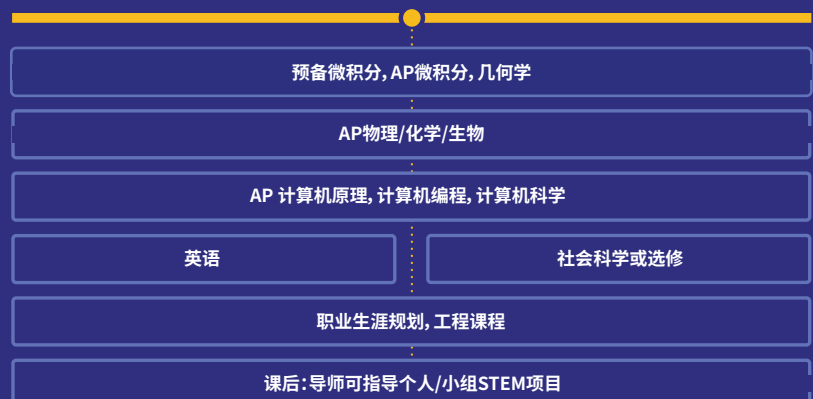 预备微积分, AP微积分, 几何学
AP物理/化学/生物
AP 计算机原理, 计算机编程, 计算机科学
英语
社会科学或选修
职业生涯规划, 工程课程
课后:导师可指导个人/小组STEM项目